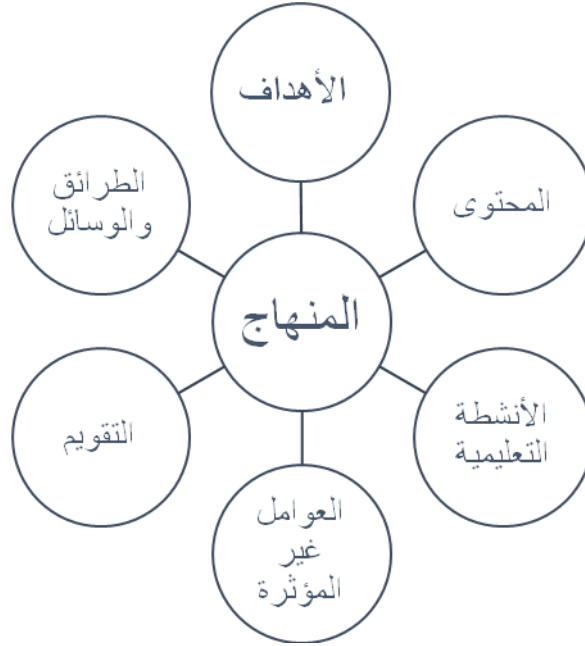 الأهداف
المحتوى
الأنشطة
التعليمية
العوامل
غير
المؤثرة
التقويم
الطرائق
والوسائل
المنهاج